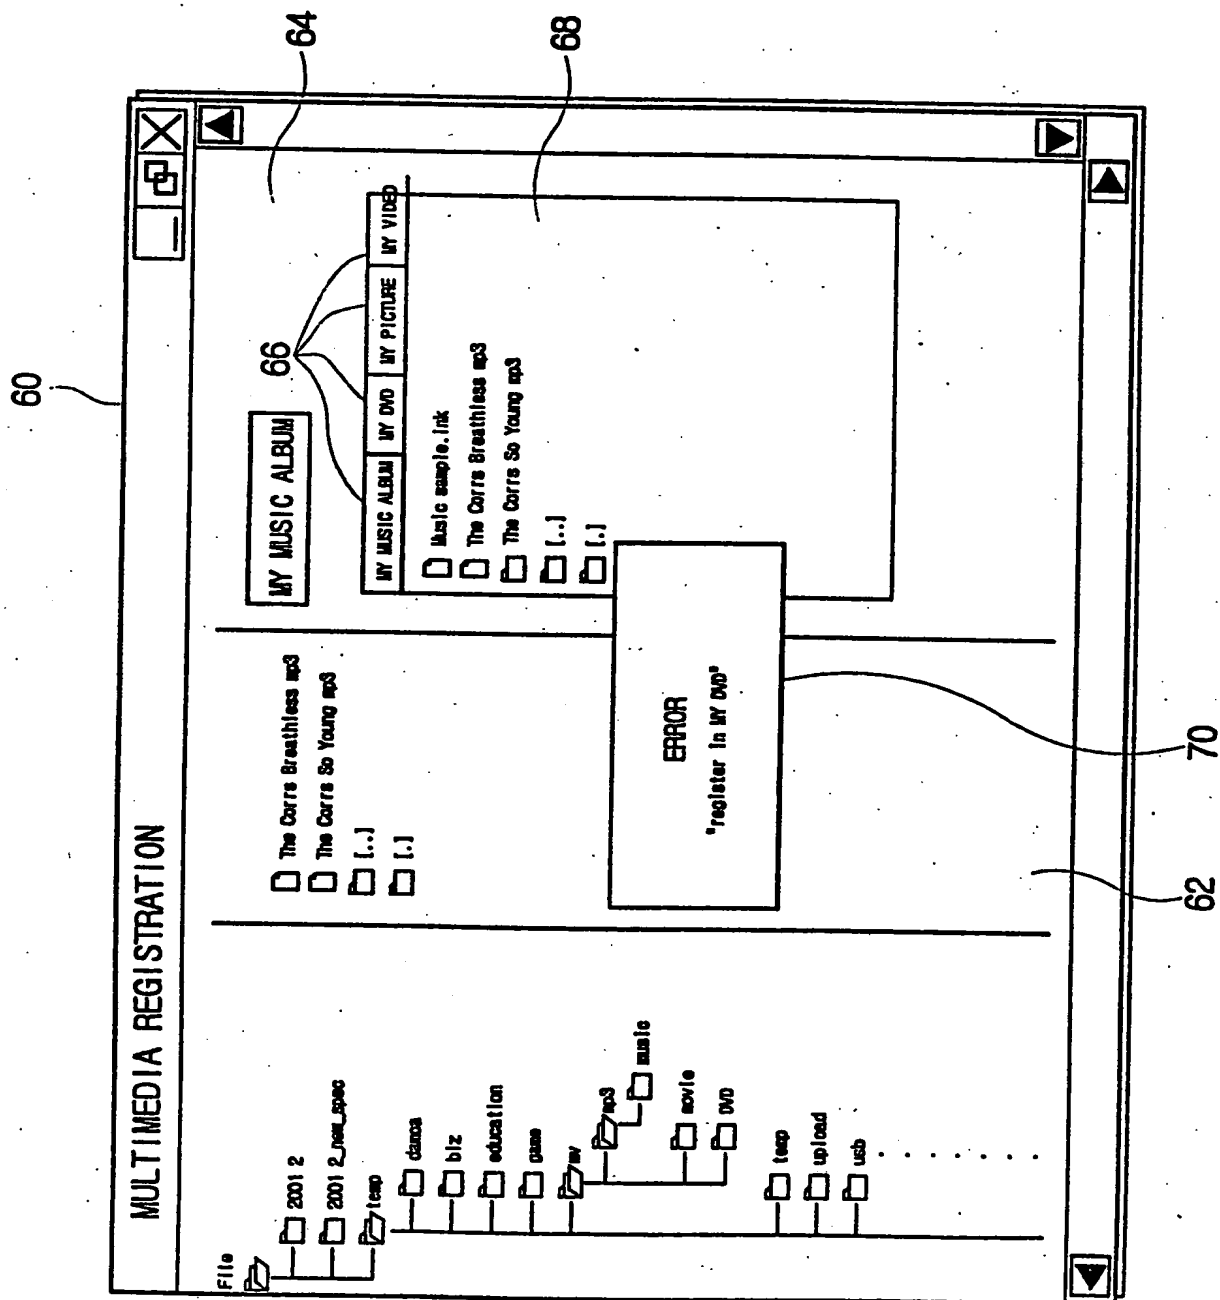 60
64
68
MULTIMEDIA REGISTRATION
File
2001 2
2001 2_new_spec
temp
dance
biz
education
game
mv
mp3
music
movie
DVD
temp
upload
usb
The Corrs Breathless mp3
The Corrs So Young mp3
[..]
[.]
MY MUSIC ALBUM
66
MY MUSIC ALBUM MY DVD MY PICTURE MY VIDEO
Music sample.lnk
The Corrs Breathless mp3
The Corrs So Young mp3
[..]
[.]
ERROR
"register in MY DVD"
62
70